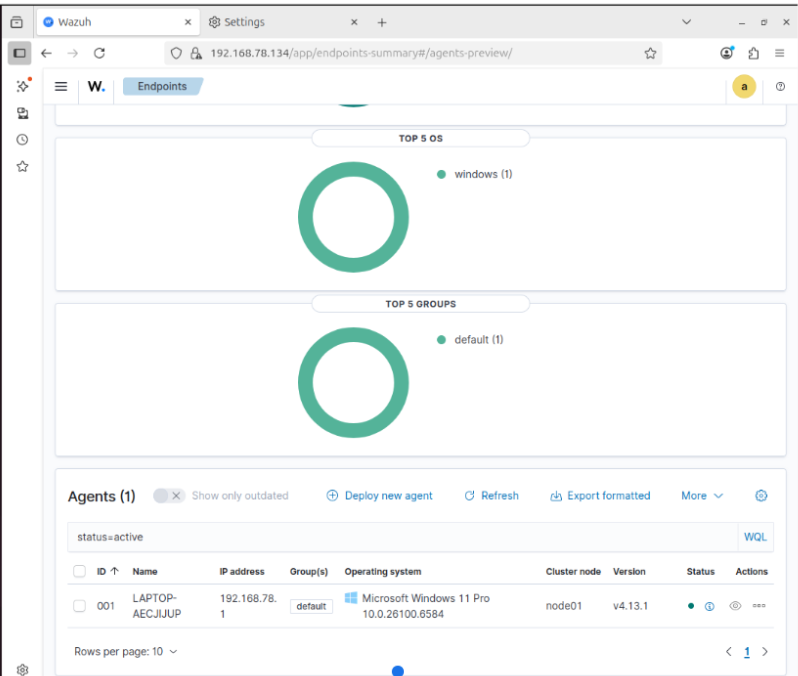 Wazuh
Settings
192.168.78.134/app/endpoints-summary#/agents-preview/
W. Endpoints a
TOP 5 OS
windows (1)
TOP 5 GROUPS
default (1)
Agents (1) Show only outdated Deploy new agent Refresh Export formatted More
status=active WQL
ID Name IP address Group(s) Operating system Cluster node Version Status Actions
001 LAPTOP-AECJIJUP 192.168.78.1 default Microsoft Windows 11 Pro 10.0.26100.6584 node01 v4.13.1
Rows per page: 10 1